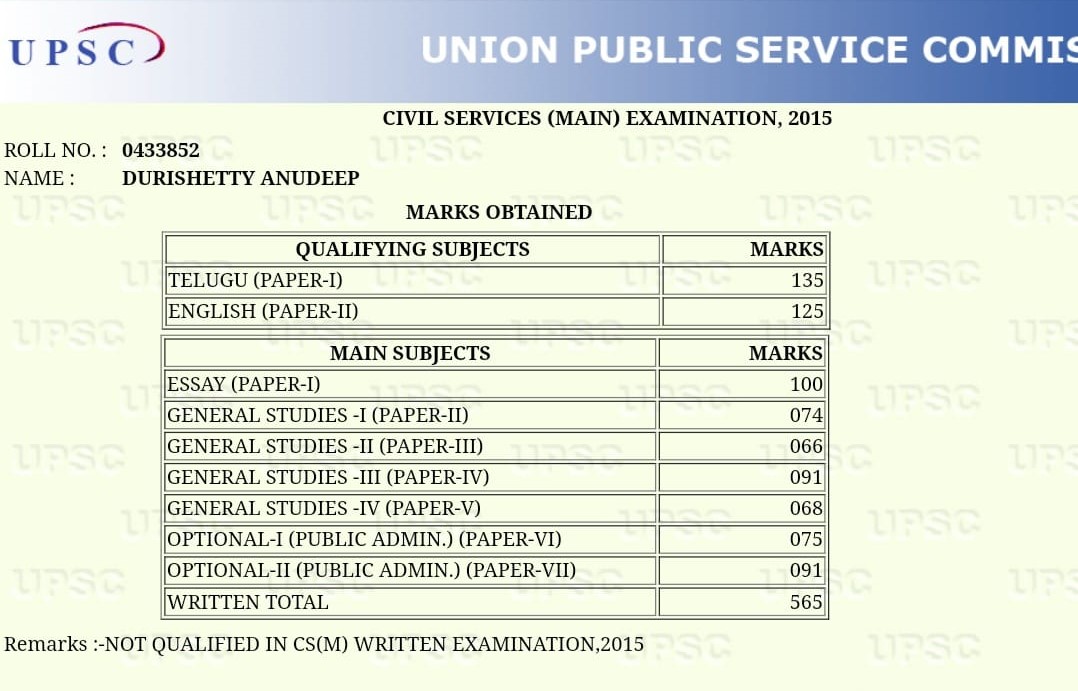 UPSC
UNION PUBLIC SERVICE COMMIS
CIVIL SERVICES (MAIN) EXAMINATION, 2015
ROLL NO. : 0433852
NAME : DURISHETTY ANUDEEP
MARKS OBTAINED
QUALIFYING SUBJECTS MARKS
TELUGU (PAPER-I) 135
ENGLISH (PAPER-II) 125
MAIN SUBJECTS MARKS
ESSAY (PAPER-I) 100
GENERAL STUDIES -I (PAPER-II) 074
GENERAL STUDIES -II (PAPER-III) 066
GENERAL STUDIES -III (PAPER-IV) 091
GENERAL STUDIES -IV (PAPER-V) 068
OPTIONAL-I (PUBLIC ADMIN.) (PAPER-VI) 075
OPTIONAL-II (PUBLIC ADMIN.) (PAPER-VII) 091
WRITTEN TOTAL 565
Remarks :-NOT QUALIFIED IN CS(M) WRITTEN EXAMINATION,2015